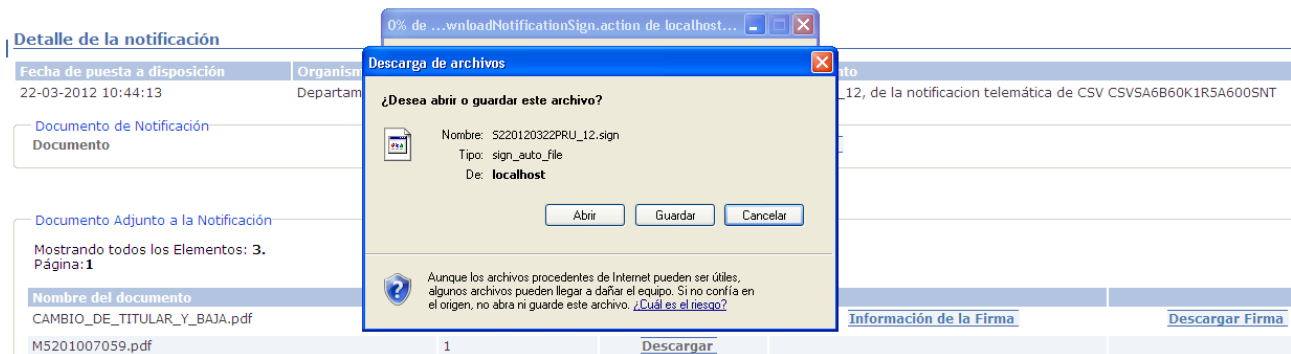 0% de ...wnloadNotificationSign.action de localhost...
Detalle de la notificación
Descarga de archivos
Fecha de puesta a disposición Organism nto
22-03-2012 10:44:13 Departam _12, de la notificacion telemática de CSV CSVSA6B60K1R5A600SNT
¿Desea abrir o guardar este archivo?
Documento de Notificación
Documento
Nombre: S220120322PRU_12.sign
Tipo: sign_auto_file
De: localhost
Abrir Guardar Cancelar
Documento Adjunto a la Notificación
Mostrando todos los Elementos: 3.
Página:1
Aunque los archivos procedentes de Internet pueden ser útiles,
algunos archivos pueden llegar a dañar el equipo. Si no confía en
el origen, no abra ni guarde este archivo. ¿Cuál es el riesgo?
Nombre del documento
CAMBIO_DE_TITULAR_Y_BAJA.pdf Información de la Firma Descargar Firma
M5201007059.pdf 1 Descargar